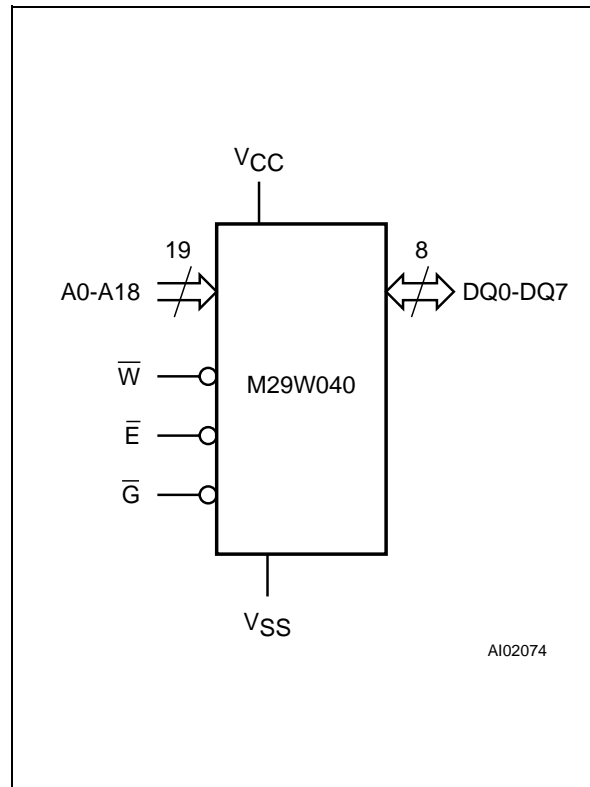 VCC
19
8
A0-A18
DQ0-DQ7
W̅
M29W040
E̅
G̅
VSS
AI02074